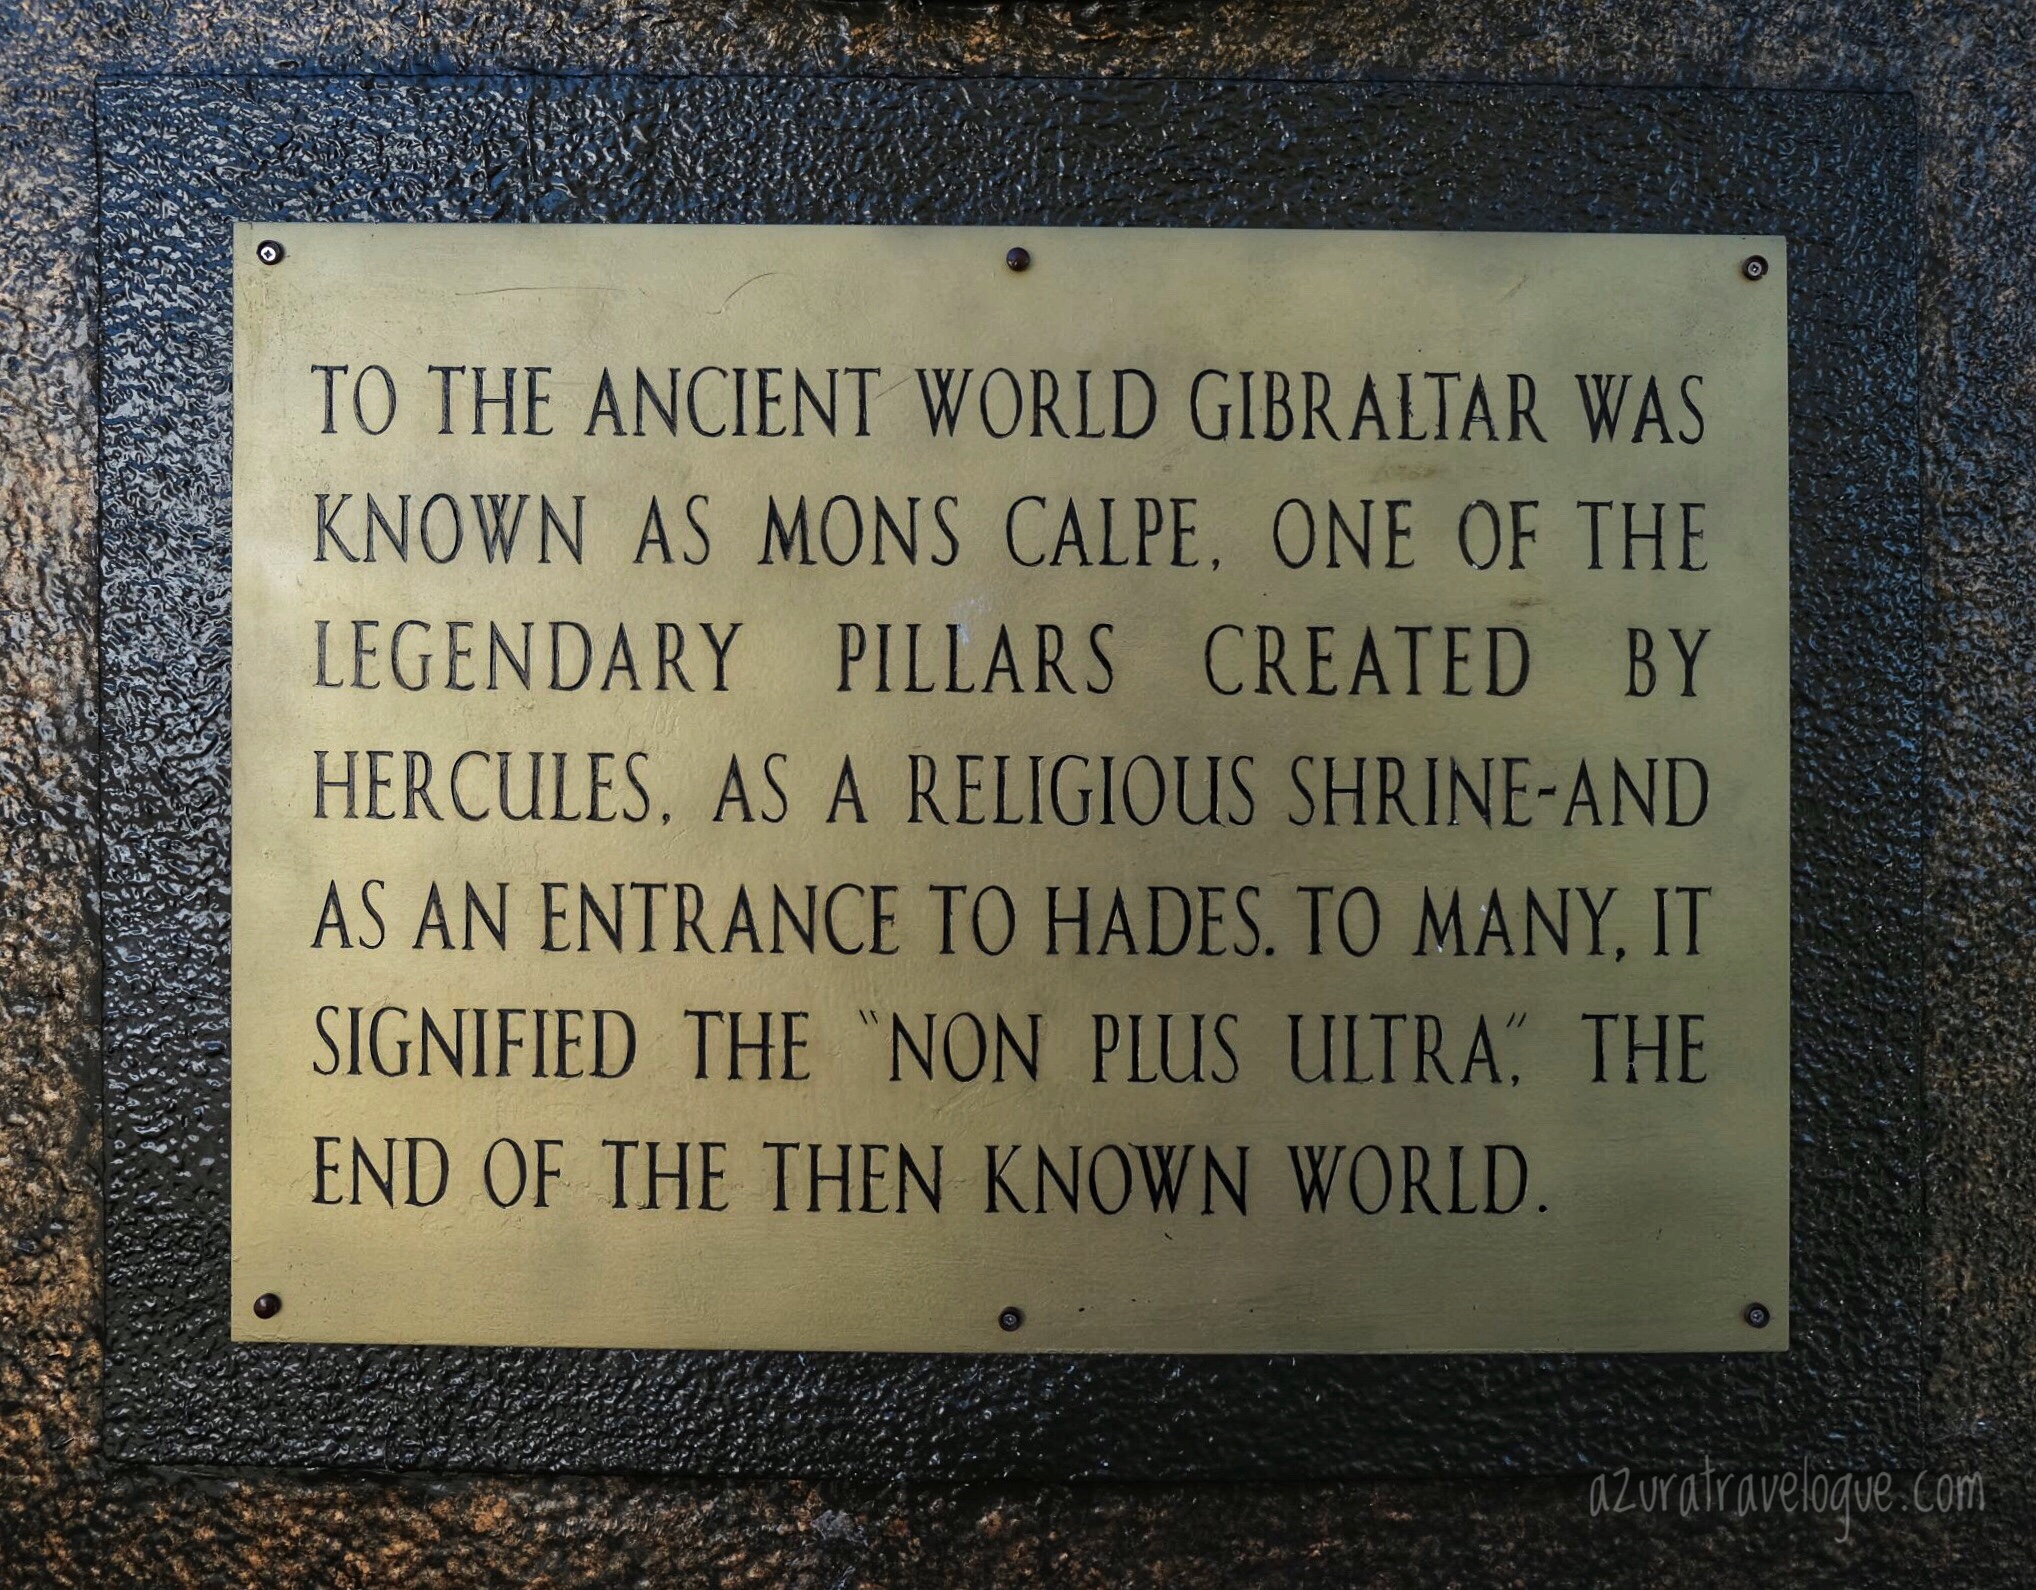 TO THE ANCIENT WORLD GIBRALTAR WAS
KNOWN AS MONS CALPE, ONE OF THE
LEGENDARY PILLARS CREATED BY
HERCULES, AS A RELIGIOUS SHRINE-AND
AS AN ENTRANCE TO HADES. TO MANY, IT
SIGNIFIED THE "NON PLUS ULTRA," THE
END OF THE THEN KNOWN WORLD.
azuratravelogue.com